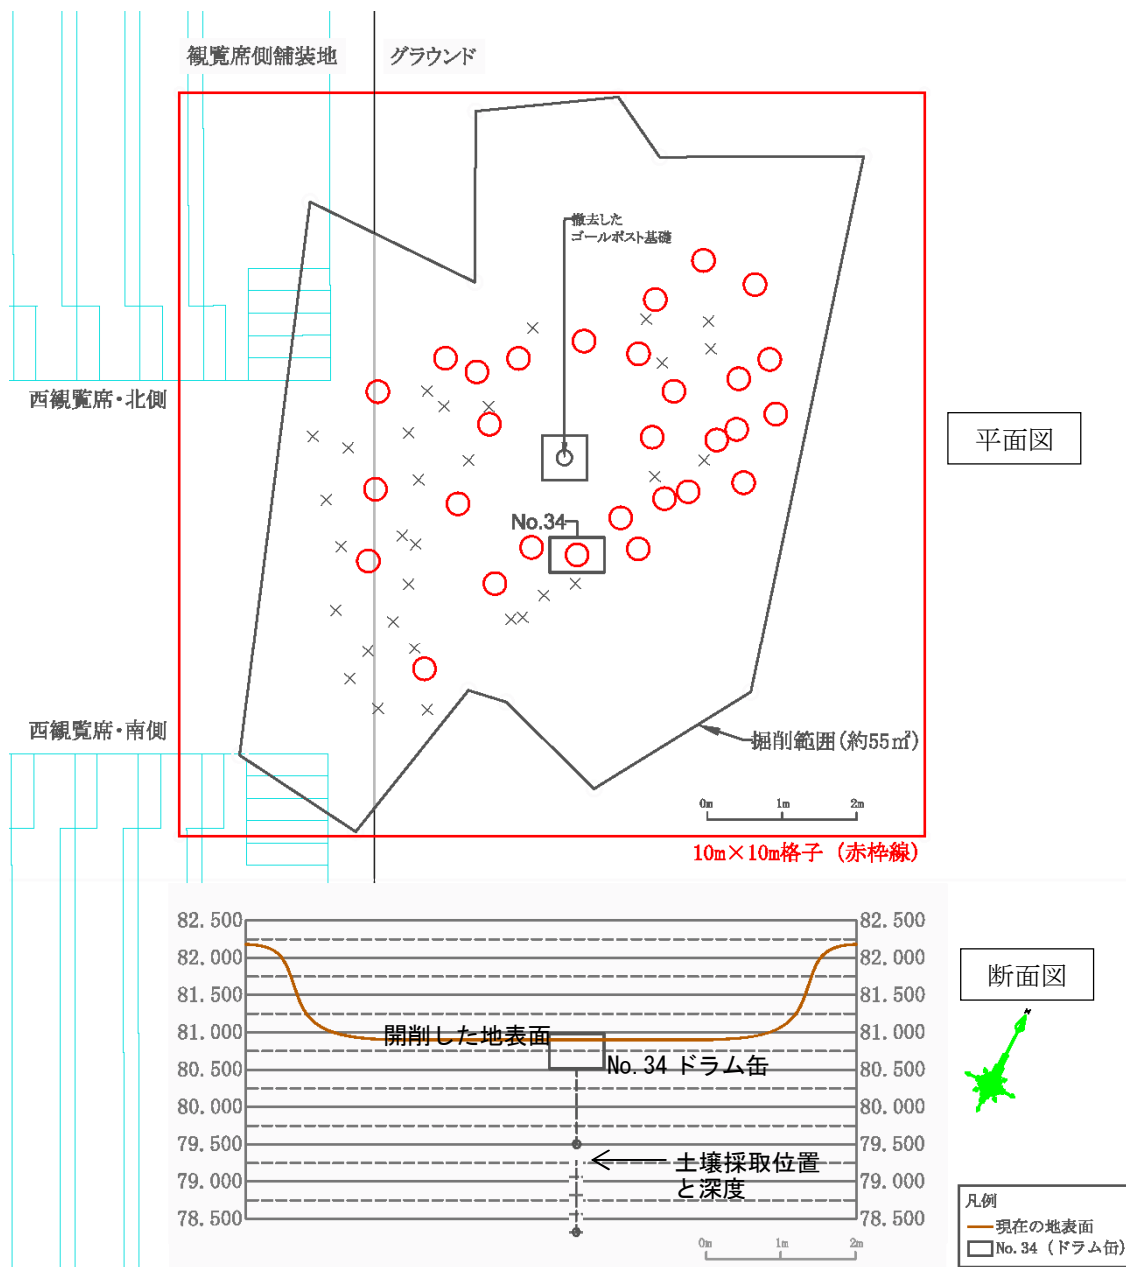 観覧席側舗装地
グラウンド
撤去した
ゴールポスト基礎
西観覧席・北側
平面図
No.34
西観覧席・南側
掘削範囲(約55㎡)
0m 1m 2m
10m×10m格子 (赤枠線)
82.500 82.500
82.000 82.000
断面図
81.500 81.500
81.000 81.000
開削した地表面
N
80.500 80.500
No.34 ドラム缶
80.000 80.000
79.500 79.500
土壌採取位置
と深度
79.000 79.000
78.500 78.500
0m 1m 2m
凡例
現在の地表面
No.34 (ドラム缶)